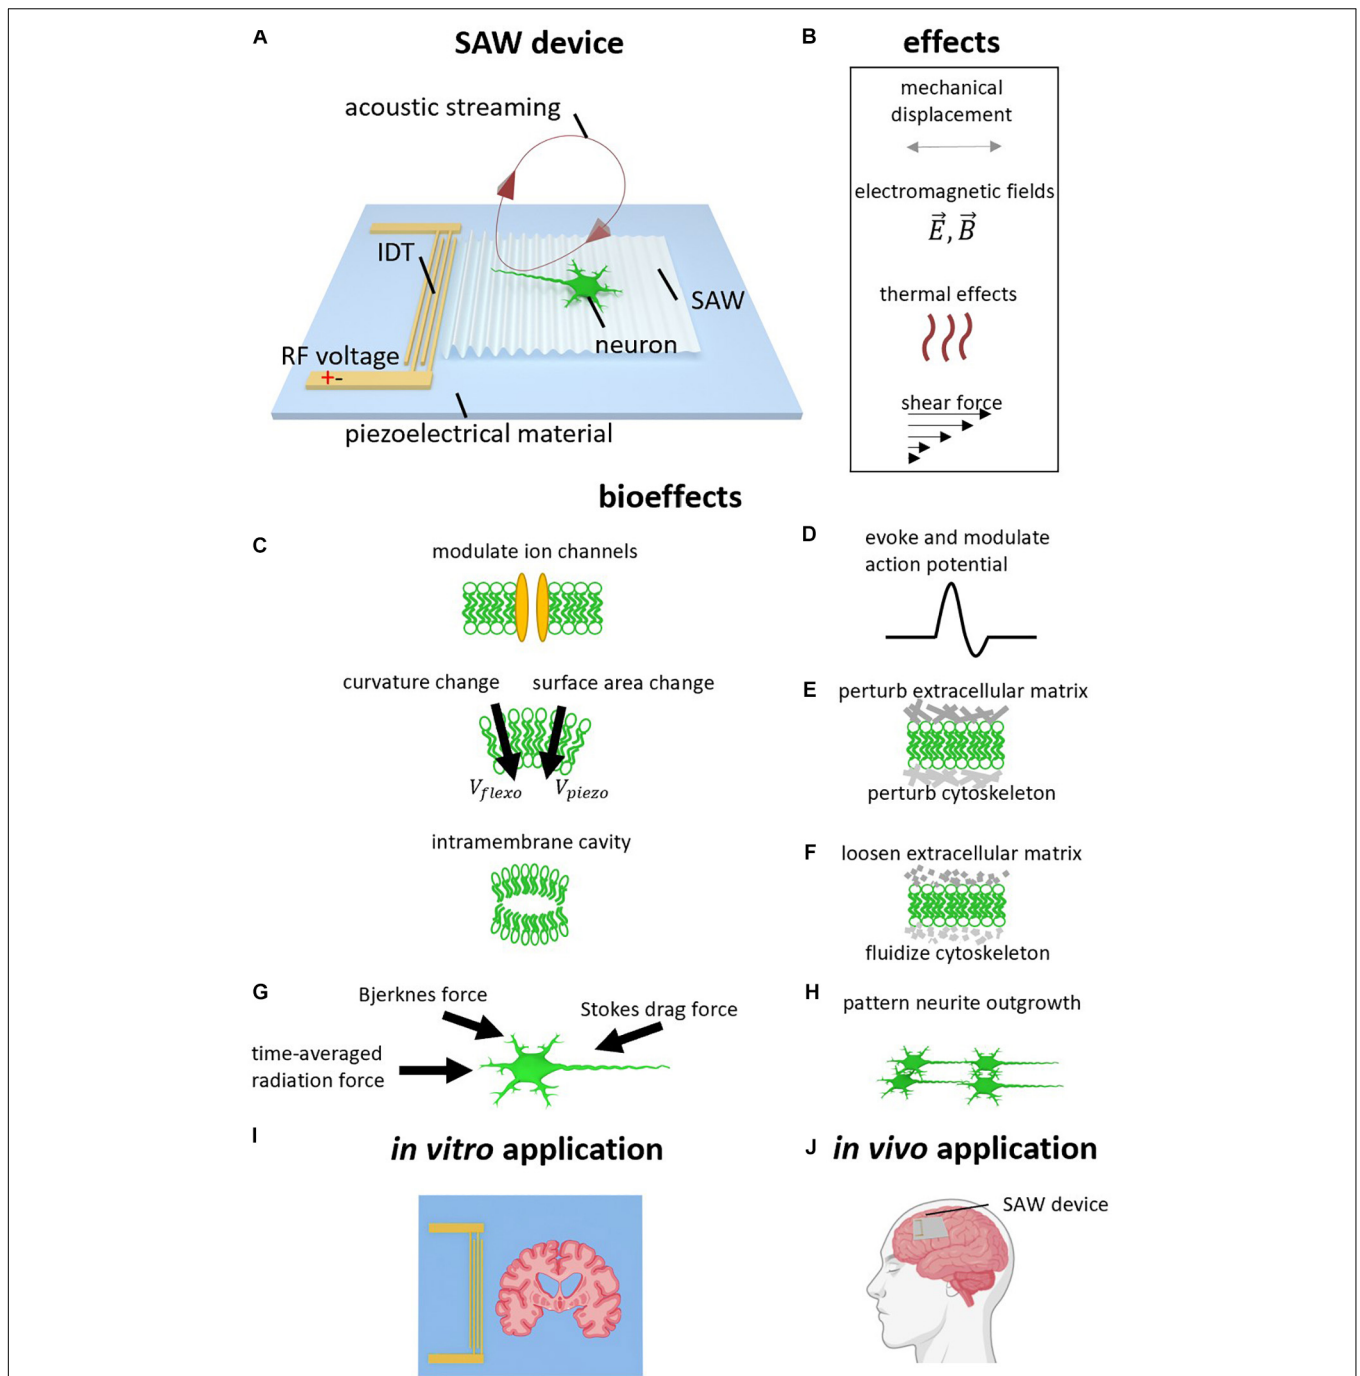 A
SAW device
acoustic streaming
IDT
SAW
neuron
RF voltage
+-
piezoelectrical material
B
effects
mechanical
displacement
electromagnetic fields
E⃗, B⃗
thermal effects
shear force
bioeffects
C
modulate ion channels
curvature change
surface area change
V_flexo
V_piezo
intramembrane cavity
D
evoke and modulate
action potential
E
perturb extracellular matrix
perturb cytoskeleton
F
loosen extracellular matrix
fluidize cytoskeleton
G
Bjerknes force
Stokes drag force
time-averaged
radiation force
H
pattern neurite outgrowth
I
in vitro application
J
in vivo application
SAW device